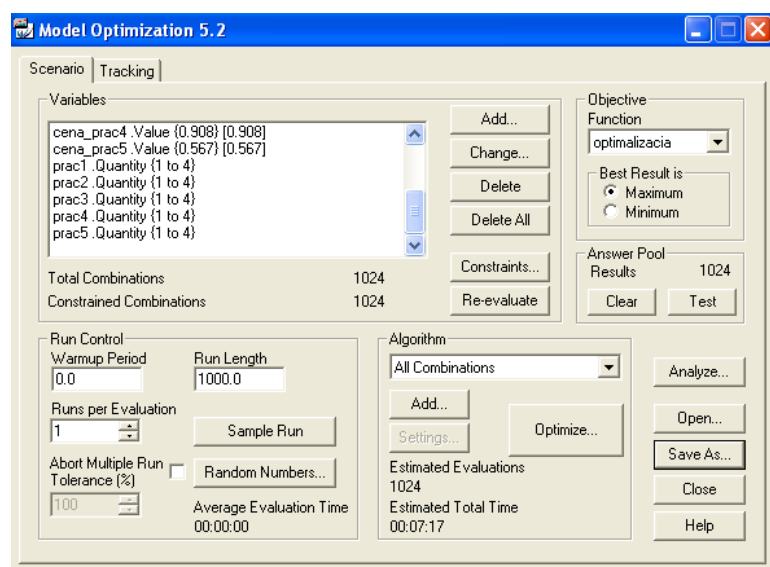 Model Optimization 5.2
Scenario
Tracking
Variables
cena_prac4 .Value {0.908} [0.908]
cena_prac5 .Value {0.567} [0.567]
prac1 .Quantity {1 to 4}
prac2 .Quantity {1 to 4}
prac3 .Quantity {1 to 4}
prac4 .Quantity {1 to 4}
prac5 .Quantity {1 to 4}
Total Combinations 1024
Constrained Combinations 1024
Add...
Change...
Delete
Delete All
Constraints...
Re-evaluate
Objective
Function
optimalizacia
Best Result is
Maximum
Minimum
Answer Pool
Results 1024
Clear
Test
Run Control
Warmup Period
0.0
Run Length
1000.0
Runs per Evaluation
1
Sample Run
Abort Multiple Run
Tolerance (%)
100
Random Numbers...
Average Evaluation Time
00:00:00
Algorithm
All Combinations
Add...
Settings...
Optimize...
Estimated Evaluations
1024
Estimated Total Time
00:07:17
Analyze...
Open...
Save As...
Close
Help